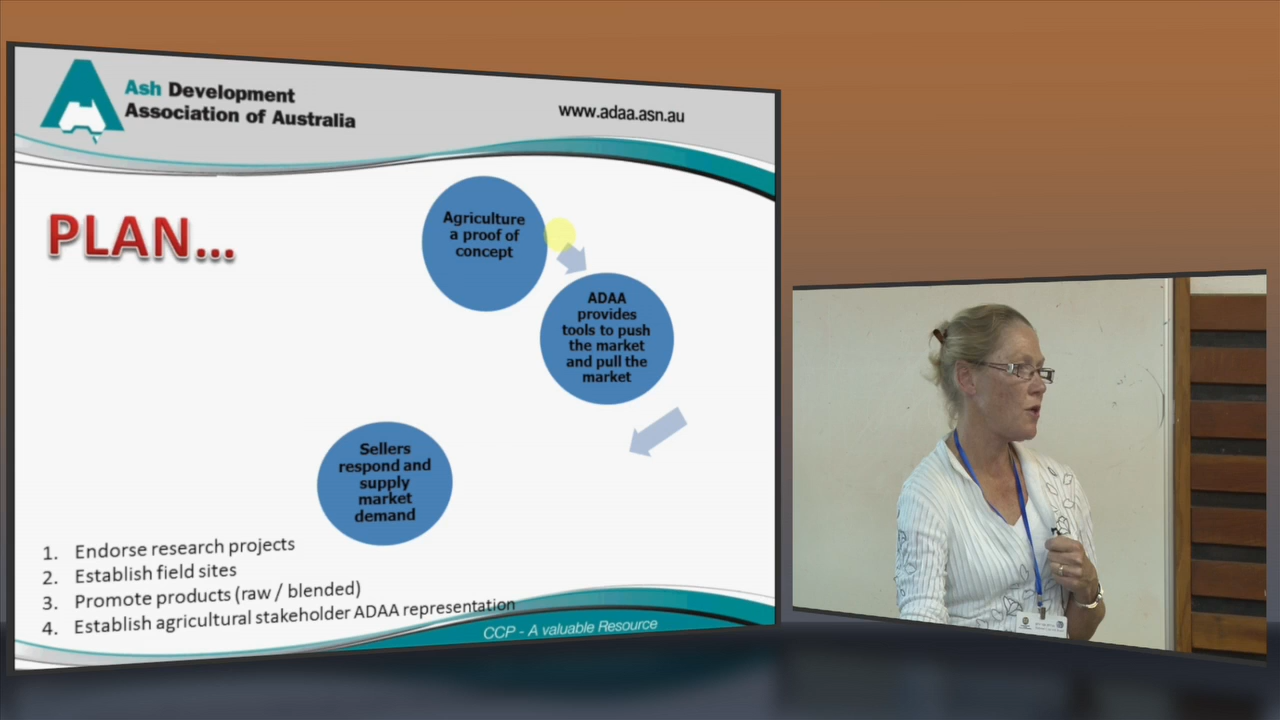 Ash Development
Association of Australia
www.adaa.asn.au
PLAN...
Agriculture
a proof of
concept
ADAA
provides
tools to push
the market
and pull the
market
Sellers
respond and
supply
market
demand
1. Endorse research projects
2. Establish field sites
3. Promote products (raw / blended)
4. Establish agricultural stakeholder ADAA representation
CCP - A valuable Resource